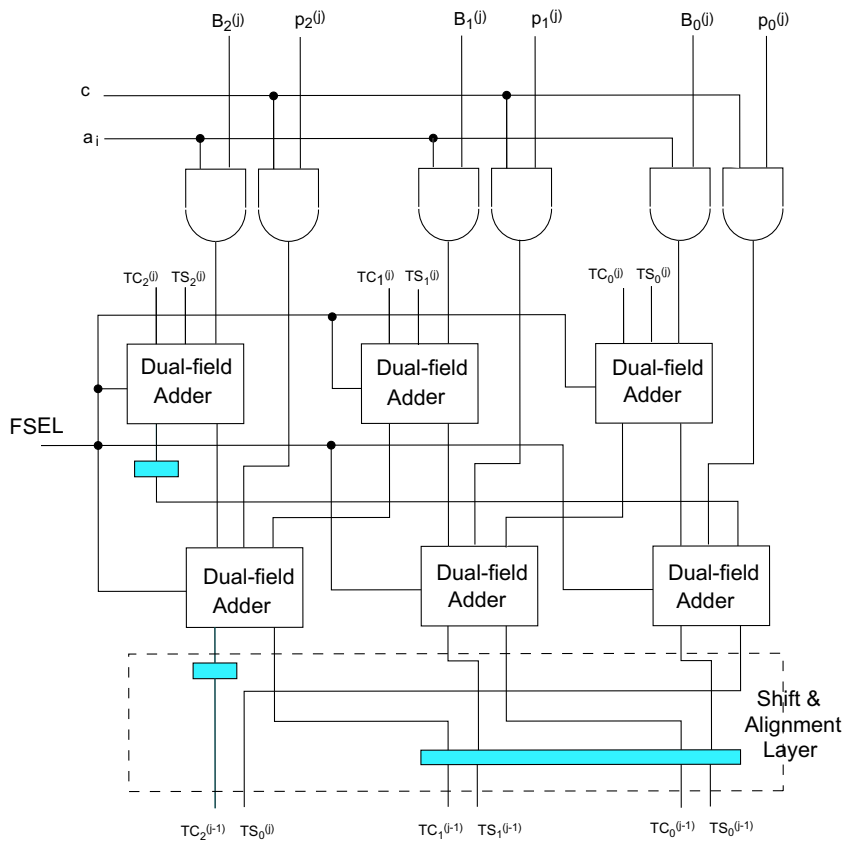 B₂⁽ʲ⁾ p₂⁽ʲ⁾ B₁⁽ʲ⁾ p₁⁽ʲ⁾ B₀⁽ʲ⁾ p₀⁽ʲ⁾
c
aᵢ
TC₂⁽ʲ⁾ TS₂⁽ʲ⁾ TC₁⁽ʲ⁾ TS₁⁽ʲ⁾ TC₀⁽ʲ⁾ TS₀⁽ʲ⁾
Dual-field
Adder
Dual-field
Adder
Dual-field
Adder
FSEL
Dual-field
Adder
Dual-field
Adder
Dual-field
Adder
Shift &
Alignment
Layer
TC₂⁽ʲ⁻¹⁾ TS₀⁽ʲ⁾ TC₁⁽ʲ⁻¹⁾ TS₁⁽ʲ⁻¹⁾ TC₀⁽ʲ⁻¹⁾ TS₀⁽ʲ⁻¹⁾